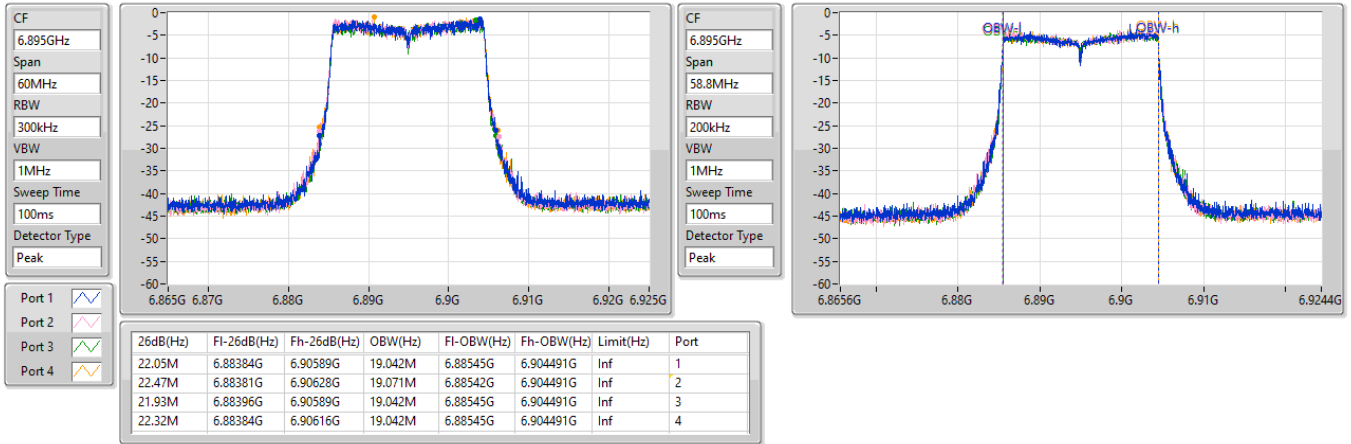 CF
6.895GHz
Span
60MHz
RBW
300kHz
VBW
1MHz
Sweep Time
100ms
Detector Type
Peak
0
-5
-10
-15
-20
-25
-30
-35
-40
-45
-50
-55
-60
6.865G 6.87G 6.88G 6.89G 6.9G 6.91G 6.92G 6.925G
CF
6.895GHz
Span
58.8MHz
RBW
200kHz
VBW
1MHz
Sweep Time
100ms
Detector Type
Peak
0
-5
-10
-15
-20
-25
-30
-35
-40
-45
-50
-55
-60
OBW-l OBW-h
6.8656G 6.88G 6.89G 6.9G 6.91G 6.9244G
Port 1
Port 2
Port 3
Port 4
26dB(Hz) Fl-26dB(Hz) Fh-26dB(Hz) OBW(Hz) Fl-OBW(Hz) Fh-OBW(Hz) Limit(Hz) Port
22.05M 6.88384G 6.90589G 19.042M 6.88545G 6.904491G Inf 1
22.47M 6.88381G 6.90628G 19.071M 6.88542G 6.904491G Inf 2
21.93M 6.88396G 6.90589G 19.042M 6.88545G 6.904491G Inf 3
22.32M 6.88384G 6.90616G 19.042M 6.88545G 6.904491G Inf 4